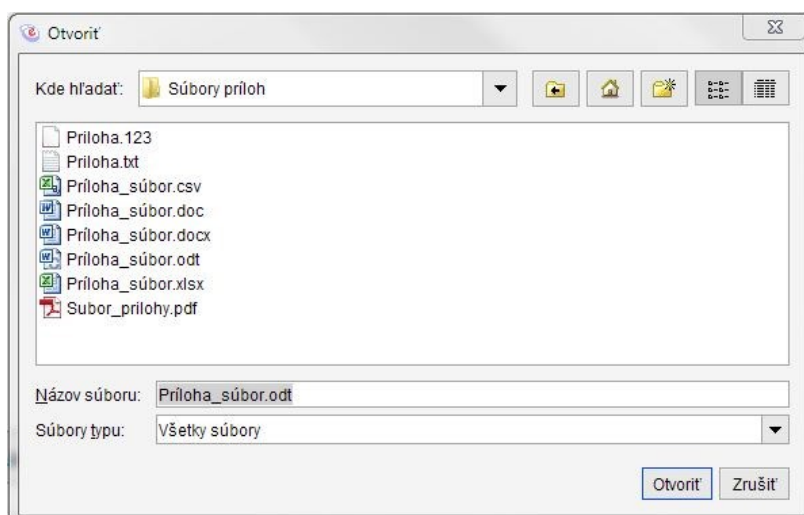 Otvoriť
Kde hľadať: Súbory príloh
Priloha.123
Priloha.txt
Príloha_súbor.csv
Príloha_súbor.doc
Príloha_súbor.docx
Príloha_súbor.odt
Príloha_súbor.xlsx
Subor_prilohy.pdf
Názov súboru: Príloha_súbor.odt
Súbory typu: Všetky súbory
Otvoriť Zrušiť